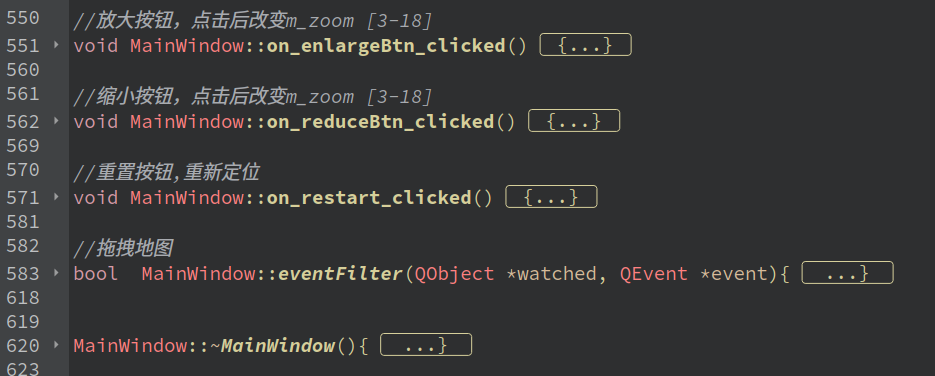 550 //放大按钮，点击后改变m_zoom [3-18]
551 void MainWindow::on_enlargeBtn_clicked() {...}
560
561 //缩小按钮，点击后改变m_zoom [3-18]
562 void MainWindow::on_reduceBtn_clicked() {...}
569
570 //重置按钮,重新定位
571 void MainWindow::on_restart_clicked() {...}
581
582 //拖拽地图
583 bool  MainWindow::eventFilter(QObject *watched, QEvent *event){ ...}
618
619
620 MainWindow::~MainWindow(){ ...}
623